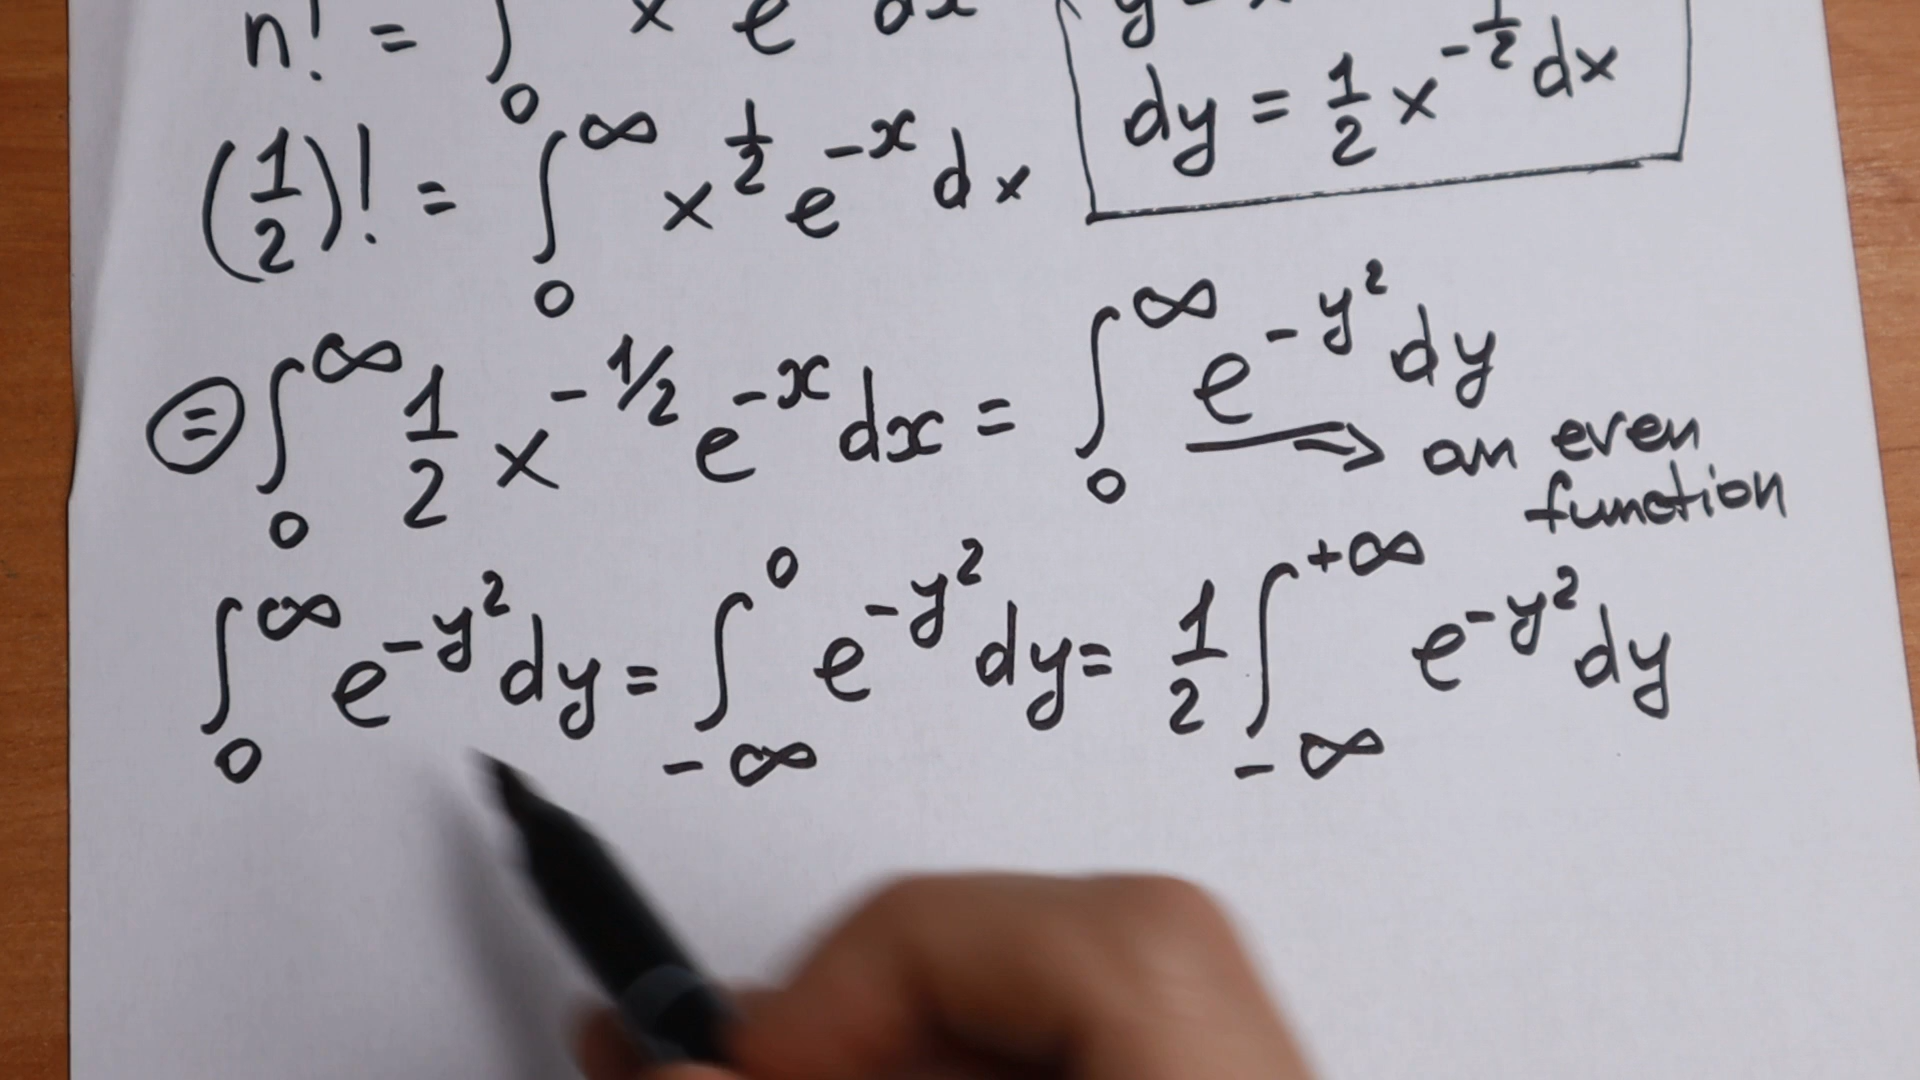 n! = ∫₀ x e dx
y = x
dy = 1/2 x^(-1/2) dx
(1/2)! = ∫₀^∞ x^(1/2) e^(-x) dx
⊜ ∫₀^∞ 1/2 x^(-1/2) e^(-x) dx = ∫₀^∞ e^(-y²) dy
⇒ an even
function
∫₀^∞ e^(-y²) dy = ∫_(-∞)^0 e^(-y²) dy = 1/2 ∫_(-∞)^(+∞) e^(-y²) dy